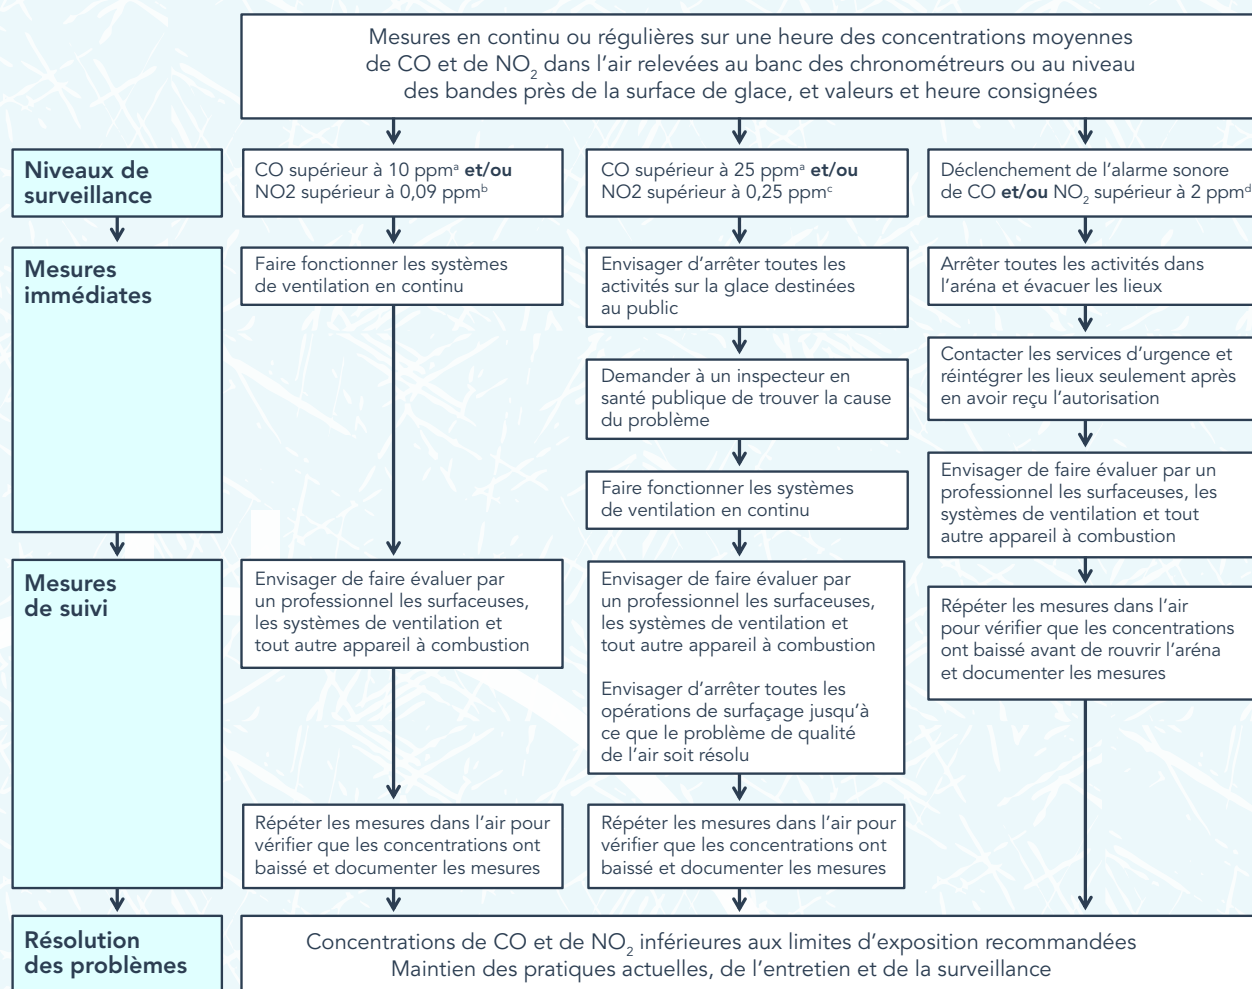 Mesures en continu ou régulières sur une heure des concentrations moyennes
de CO et de NO₂ dans l’air relevées au banc des chronométreurs ou au niveau
des bandes près de la surface de glace, et valeurs et heure consignées
Niveaux de
surveillance
CO supérieur à 10 ppmᵃ et/ou
NO2 supérieur à 0,09 ppmᵇ
CO supérieur à 25 ppmᵃ et/ou
NO2 supérieur à 0,25 ppmᶜ
Déclenchement de l’alarme sonore
de CO et/ou NO₂ supérieur à 2 ppmᵈ
Mesures
immédiates
Faire fonctionner les systèmes
de ventilation en continu
Envisager d’arrêter toutes les
activités sur la glace destinées
au public
Demander à un inspecteur en
santé publique de trouver la cause
du problème
Faire fonctionner les systèmes
de ventilation en continu
Arrêter toutes les activités dans
l’aréna et évacuer les lieux
Contacter les services d’urgence et
réintégrer les lieux seulement après
en avoir reçu l’autorisation
Envisager de faire évaluer par un
professionnel les surfaceuses, les
systèmes de ventilation et tout
autre appareil à combustion
Mesures
de suivi
Envisager de faire évaluer par
un professionnel les surfaceuses,
les systèmes de ventilation et
tout autre appareil à combustion
Répéter les mesures dans l’air pour
vérifier que les concentrations ont
baissé et documenter les mesures
Envisager de faire évaluer par
un professionnel les surfaceuses,
les systèmes de ventilation et
tout autre appareil à combustion
Envisager d’arrêter toutes les
opérations de surfaçage jusqu’à
ce que le problème de qualité
de l’air soit résolu
Répéter les mesures dans l’air pour
vérifier que les concentrations ont
baissé et documenter les mesures
Répéter les mesures dans l’air
pour vérifier que les concentrations
ont baissé avant de rouvrir l’aréna
et documenter les mesures
Résolution
des problèmes
Concentrations de CO et de NO₂ inférieures aux limites d’exposition recommandées
Maintien des pratiques actuelles, de l’entretien et de la surveillance